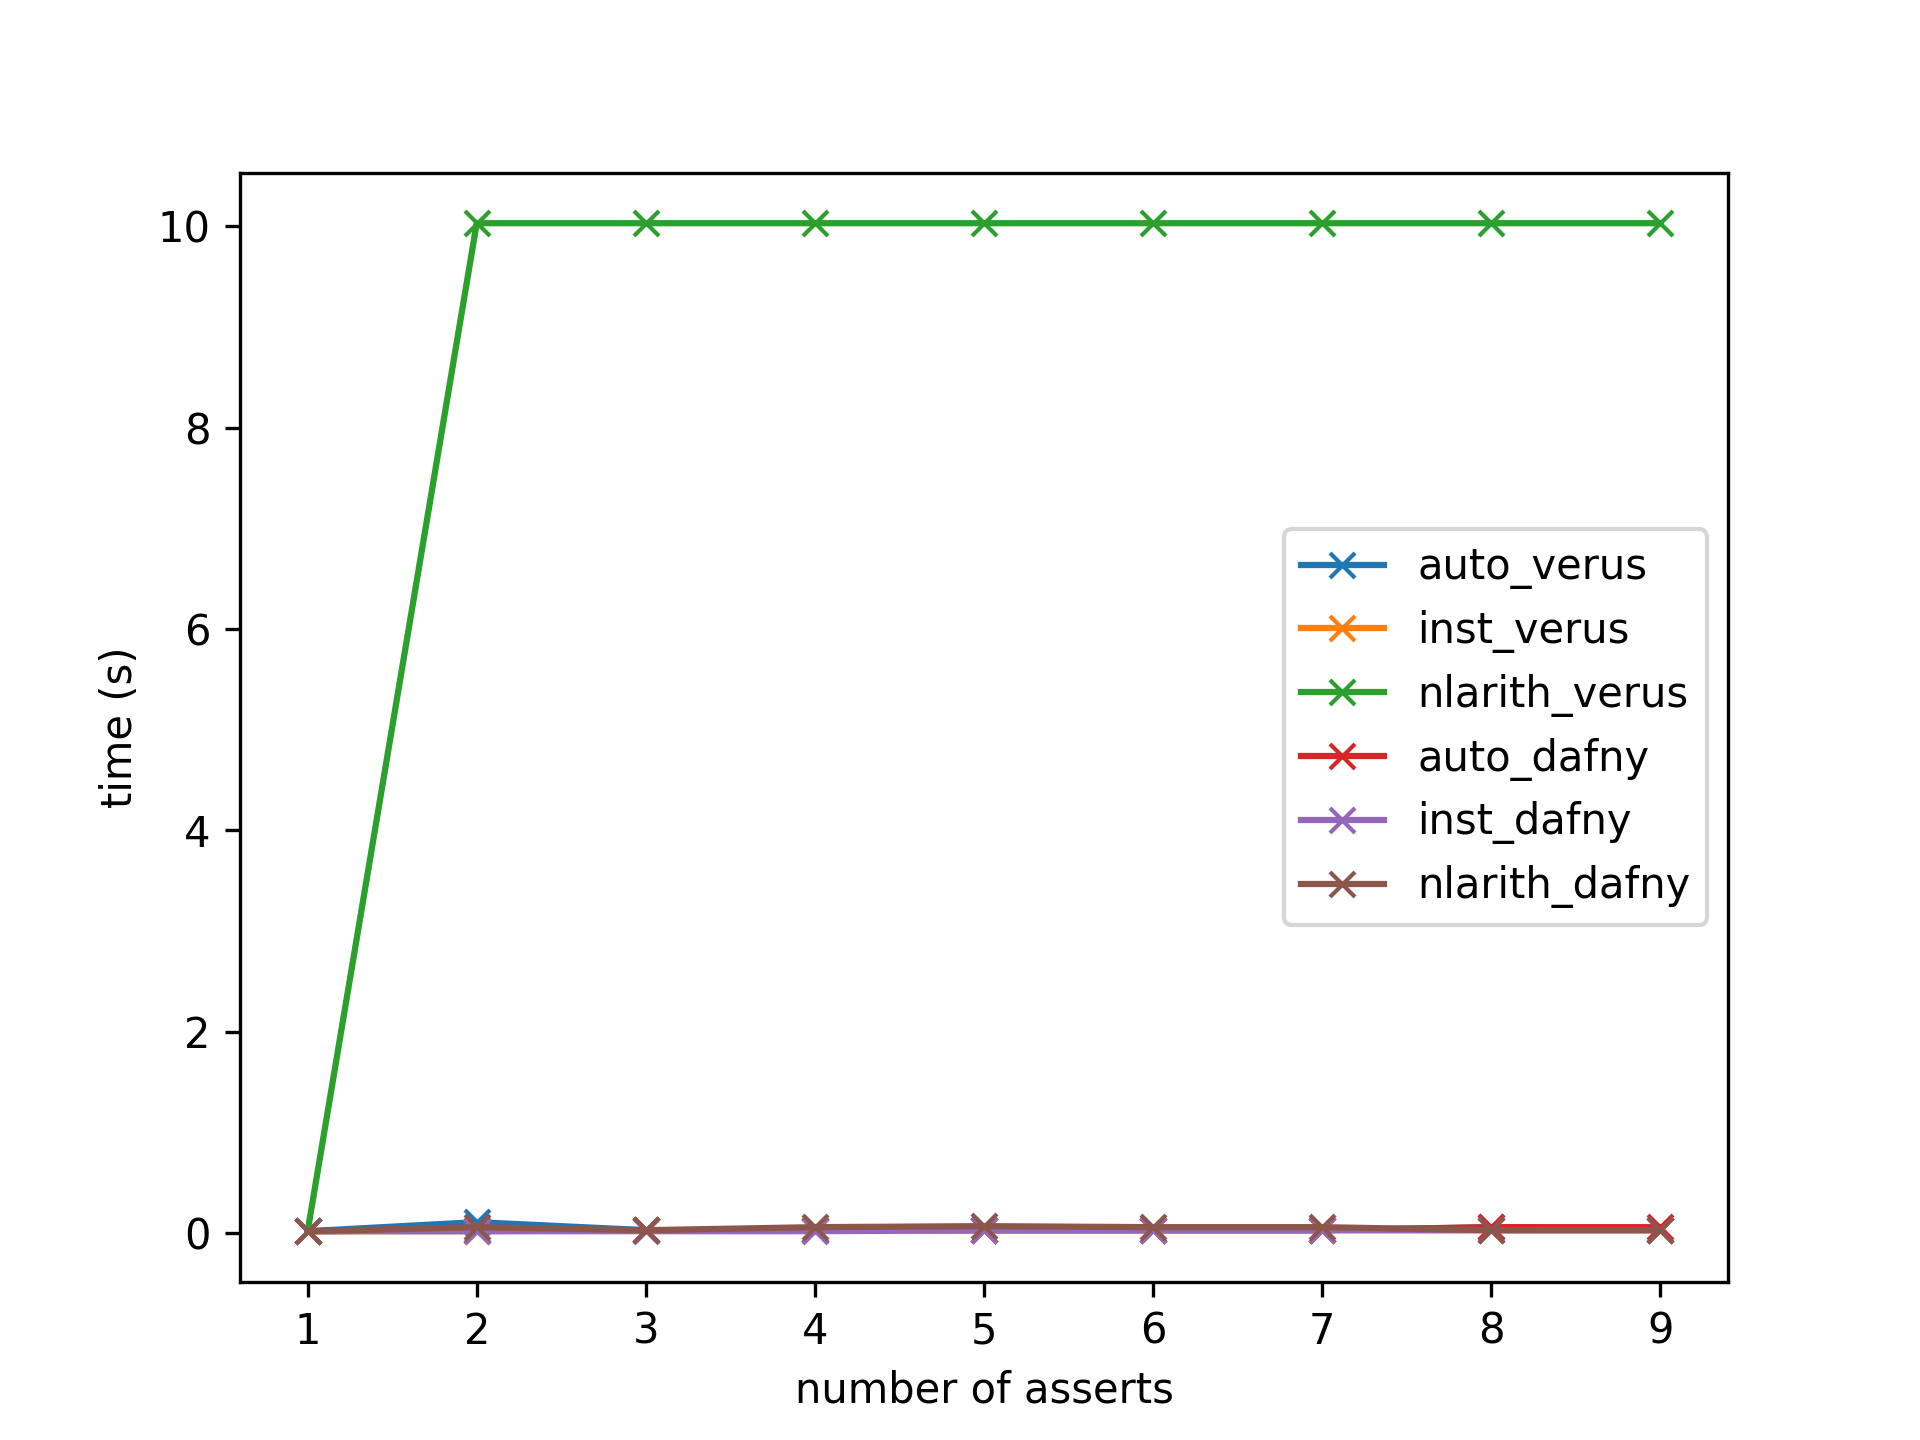 10
8
6
4
2
0
time (s)
auto_verus
inst_verus
nlarith_verus
auto_dafny
inst_dafny
nlarith_dafny
1 2 3 4 5 6 7 8 9
number of asserts